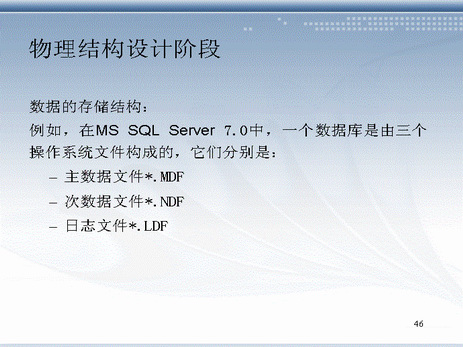 物理结构设计阶段
数据的存储结构：
例如，在MS SQL Server 7.0中，一个数据库是由三个
操作系统文件构成的，它们分别是：
– 主数据文件*.MDF
– 次数据文件*.NDF
– 日志文件*.LDF
46